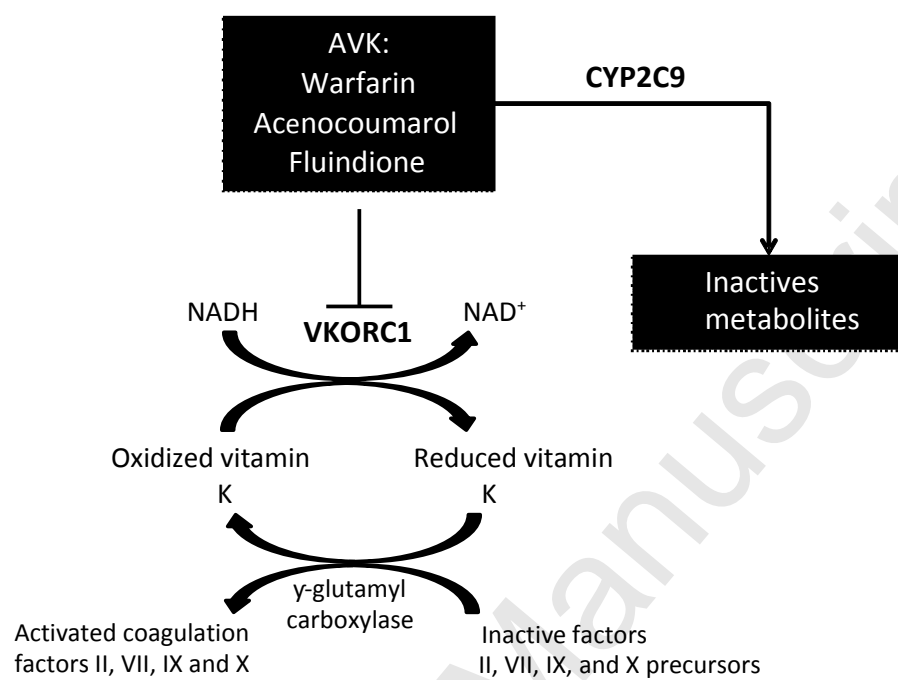 AVK:
Warfarin
Acenocoumarol
Fluindione
CYP2C9
Inactives
metabolites
NADH
NAD⁺
VKORC1
Oxidized vitamin
K
Reduced vitamin
K
γ-glutamyl
carboxylase
Activated coagulation
factors II, VII, IX and X
Inactive factors
II, VII, IX, and X precursors
Manuscrip